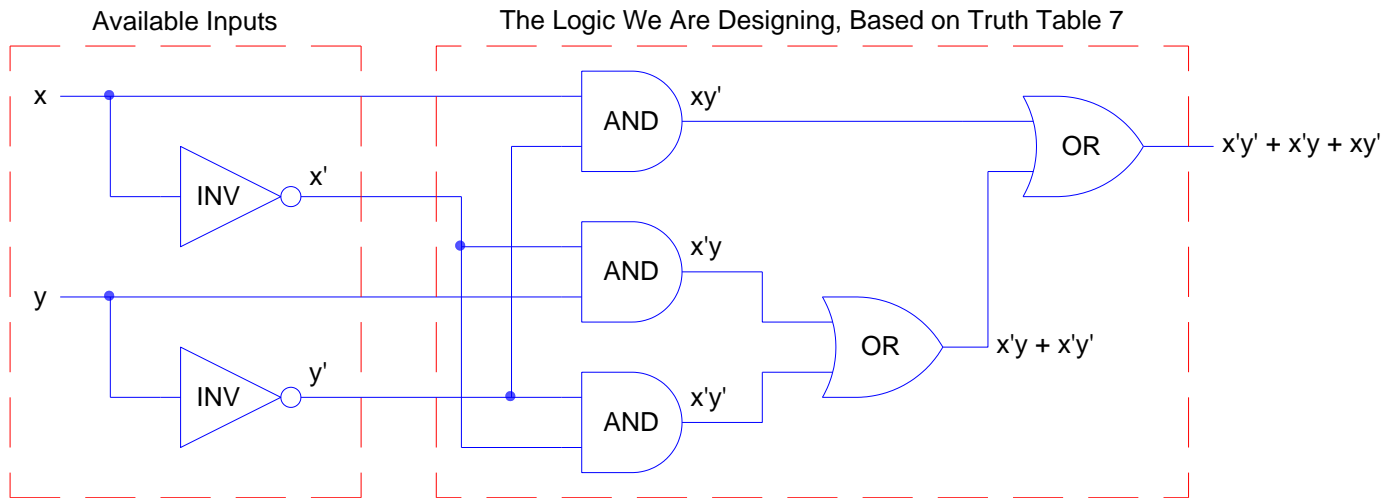 Available Inputs
The Logic We Are Designing, Based on Truth Table 7
x
AND
xy'
OR
x'y' + x'y + xy'
INV
x'
AND
x'y
y
OR
x'y + x'y'
INV
y'
AND
x'y'